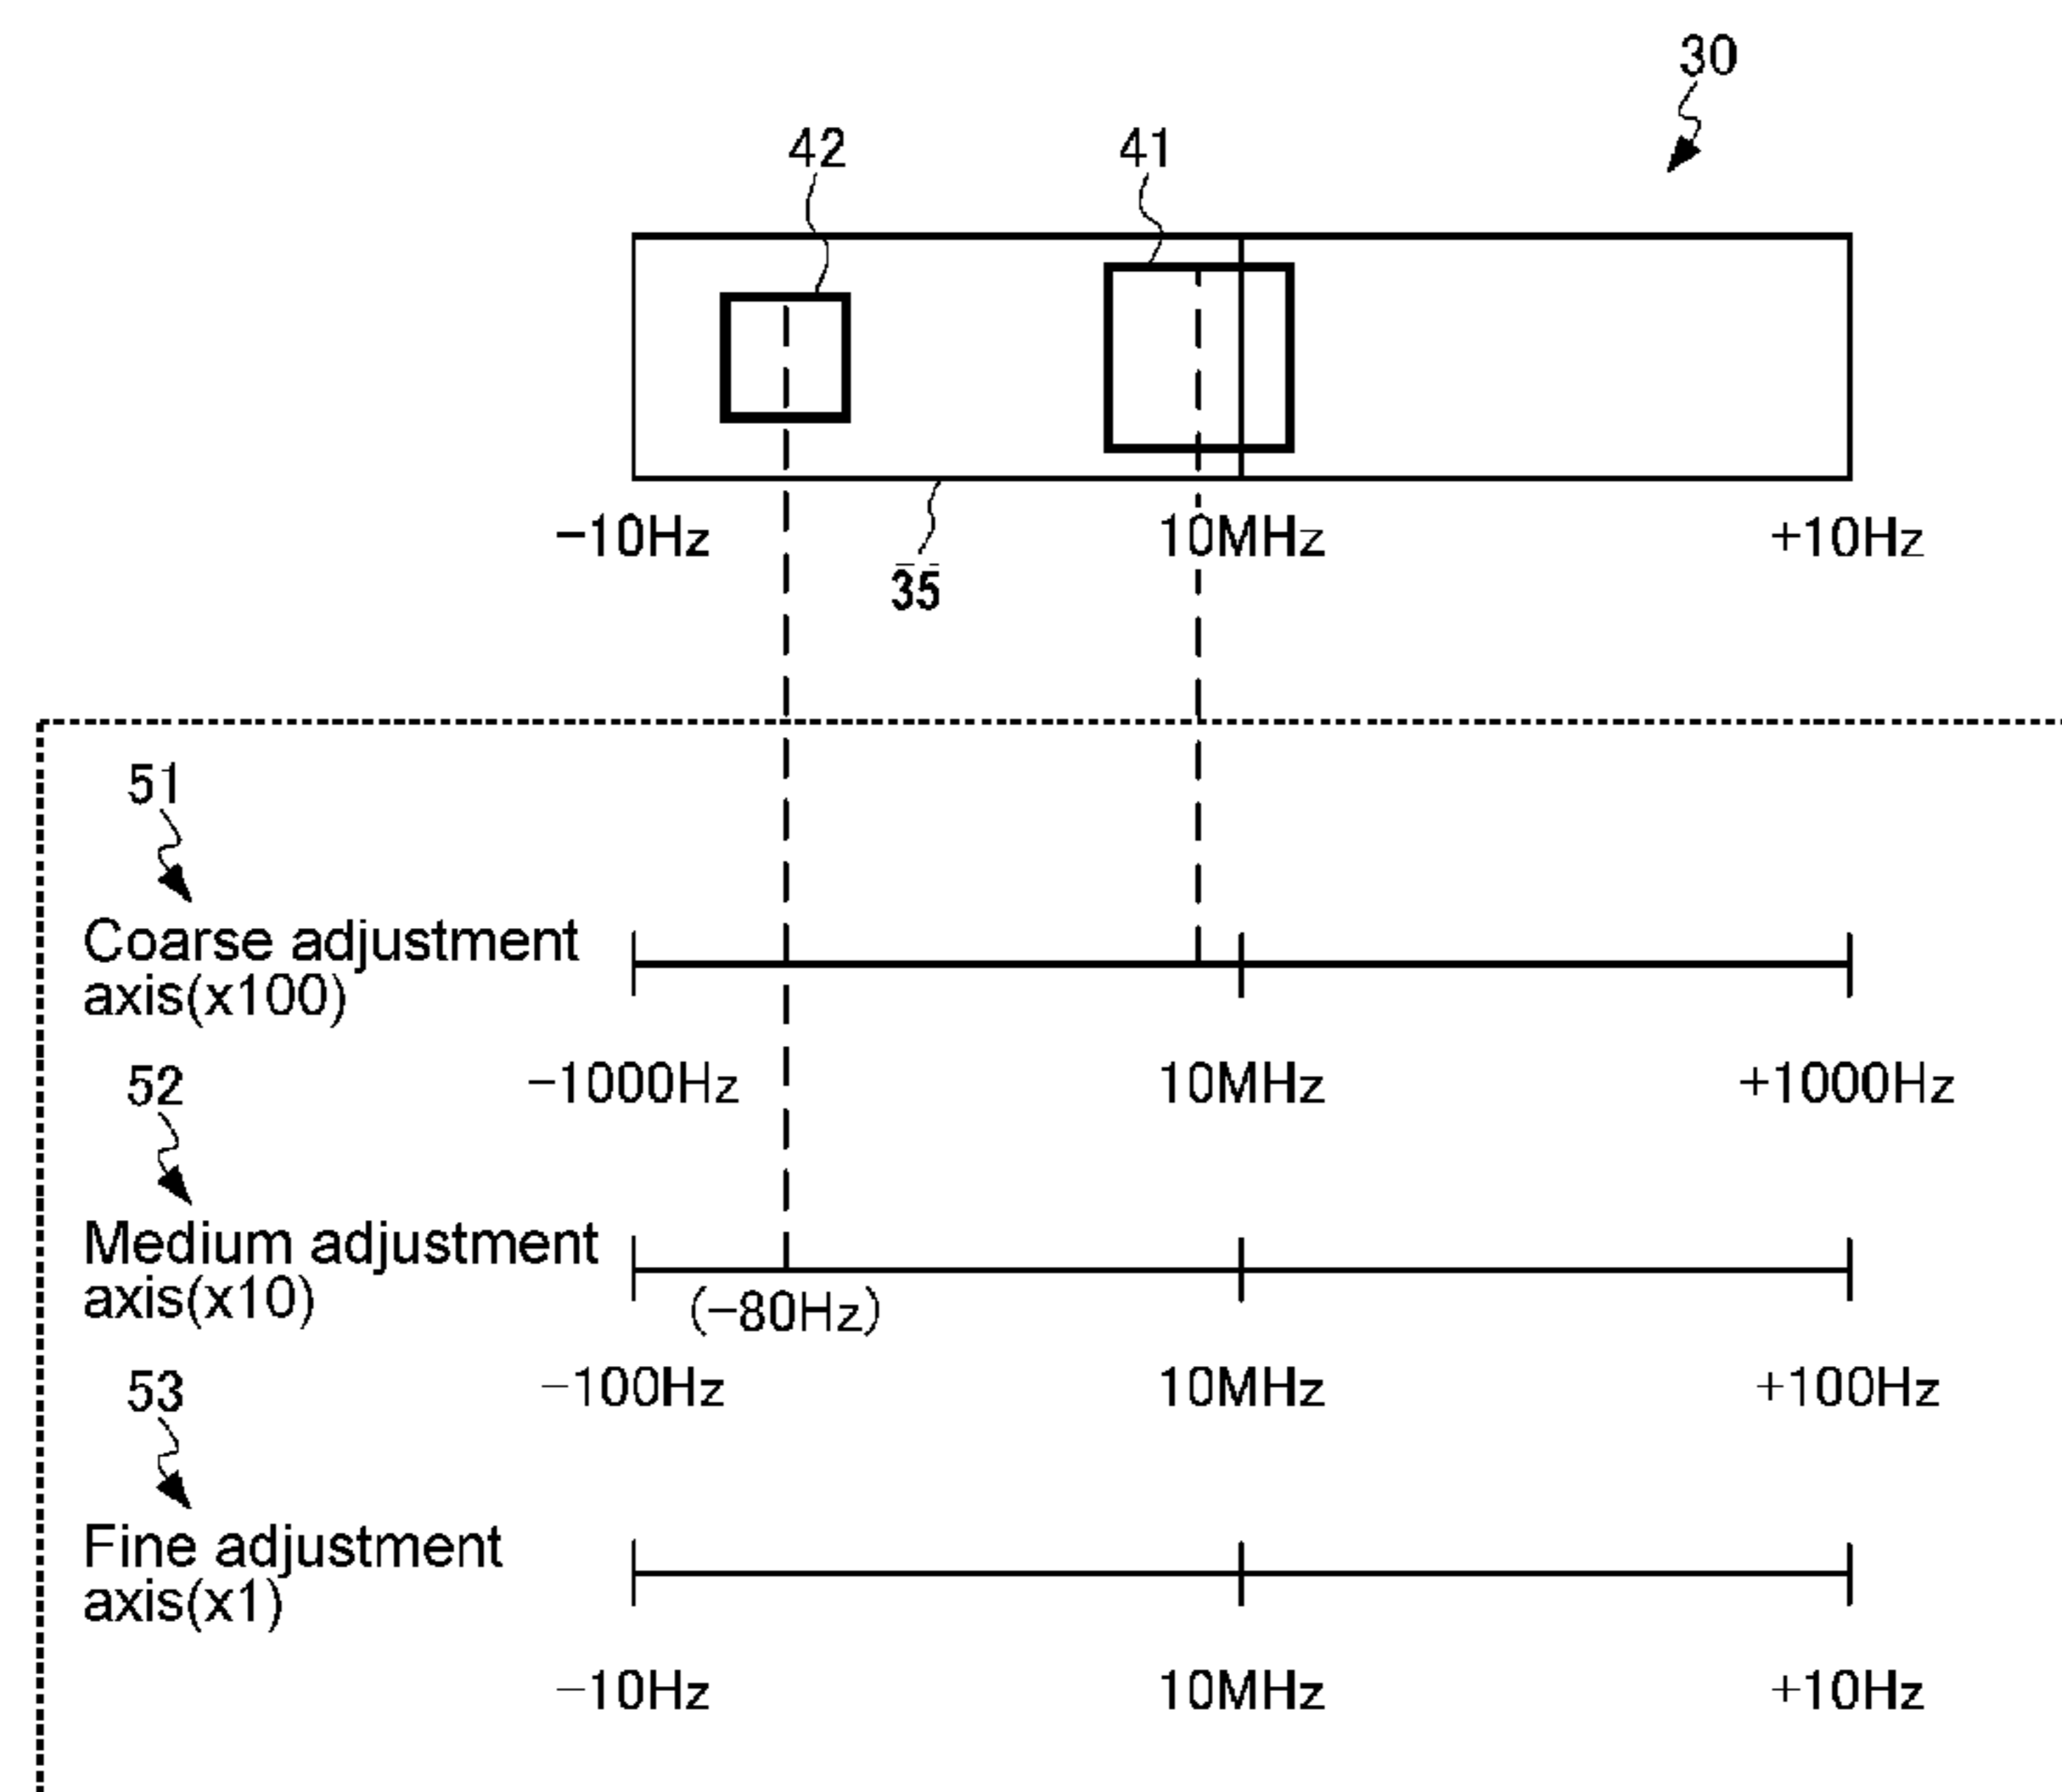 30
42 41
−10Hz 10MHz +10Hz
35
51
Coarse adjustment
axis(x100)
−1000Hz 10MHz +1000Hz
52
Medium adjustment
axis(x10)
(−80Hz)
−100Hz 10MHz +100Hz
53
Fine adjustment
axis(x1)
−10Hz 10MHz +10Hz